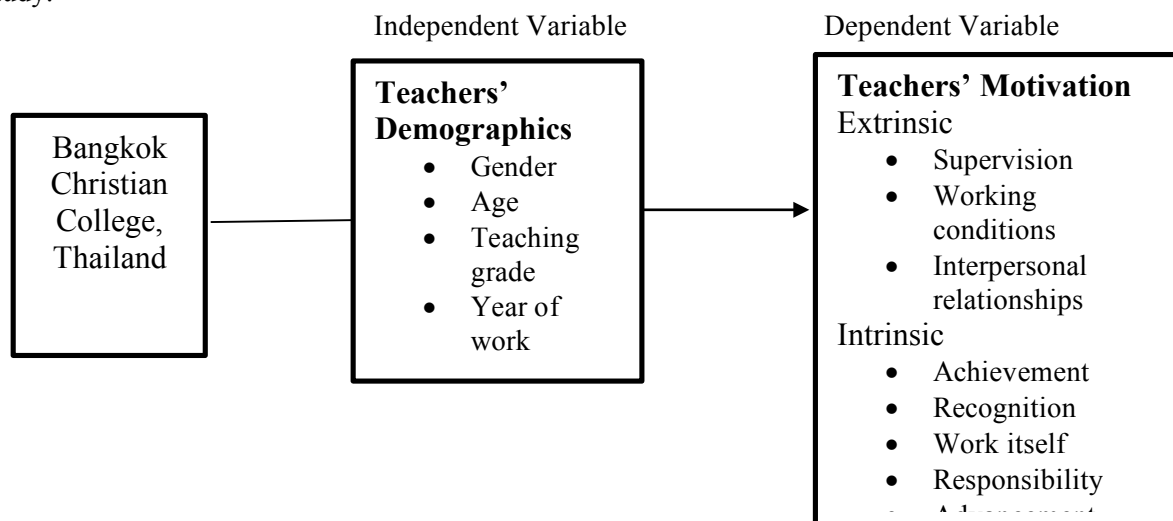 Independent Variable
Dependent Variable
Bangkok
Christian
College,
Thailand
Teachers’
Demographics
• Gender
• Age
• Teaching
grade
• Year of
work
Teachers’ Motivation
Extrinsic
• Supervision
• Working
conditions
• Interpersonal
relationships
Intrinsic
• Achievement
• Recognition
• Work itself
• Responsibility